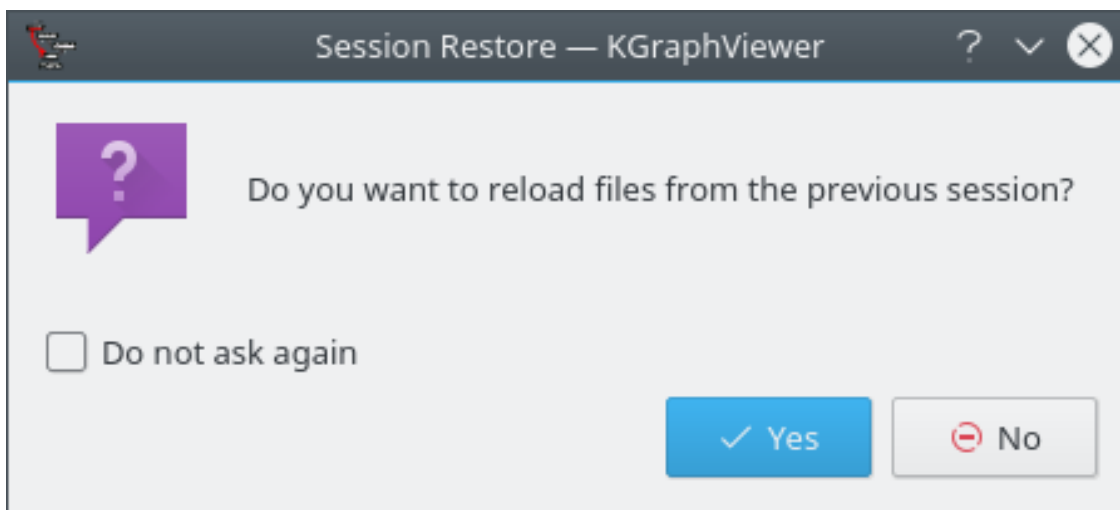 Session Restore — KGraphViewer
Do you want to reload files from the previous session?
Do not ask again
Yes
No